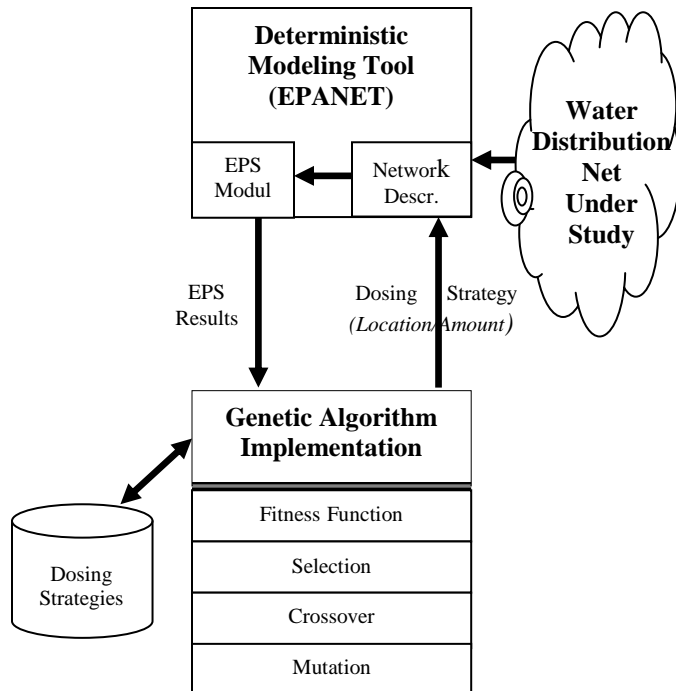 Deterministic
Modeling Tool
(EPANET)
Water
Distribution
Net
Under
Study
EPS
Modul
Network
Descr.
EPS
Results
Dosing Strategy
(Location/Amount)
Genetic Algorithm
Implementation
Fitness Function
Selection
Crossover
Mutation
Dosing
Strategies